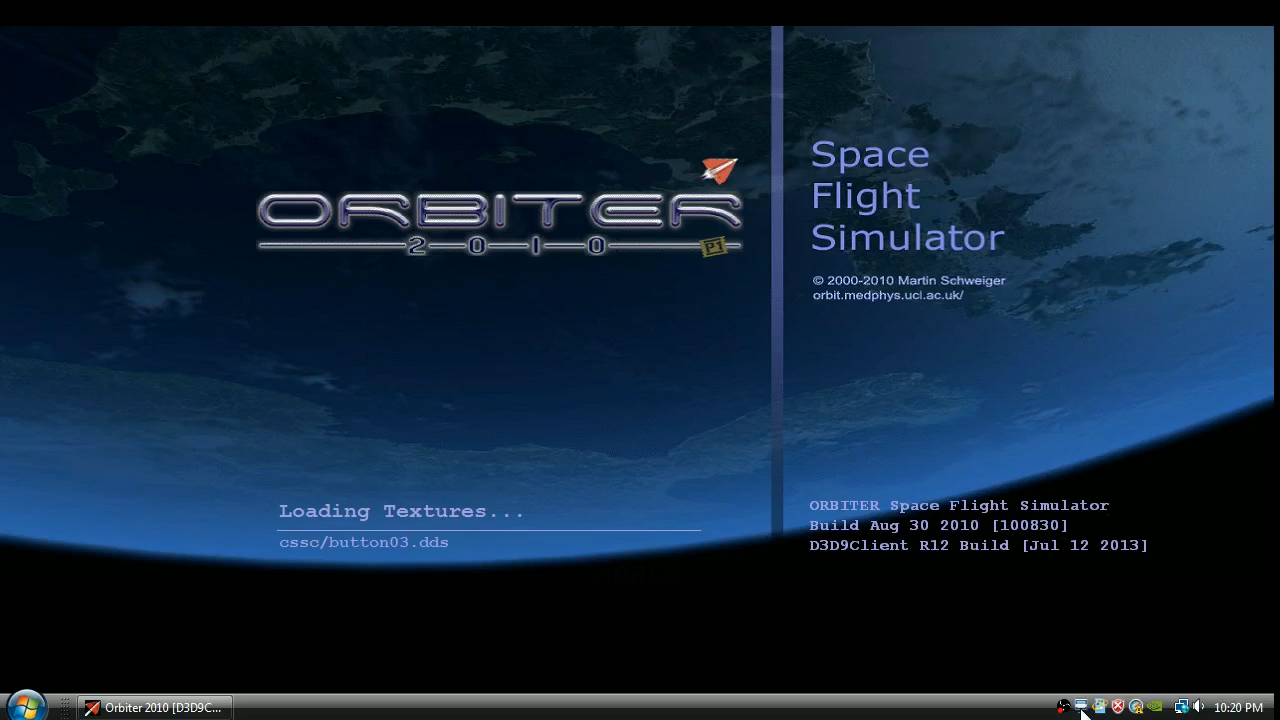 ORBITER
2010 P1
Space
Flight
Simulator
© 2000-2010 Martin Schweiger
orbit.medphys.ucl.ac.uk/
Loading Textures...
cssc/button03.dds
ORBITER Space Flight Simulator
Build Aug 30 2010 [100830]
D3D9Client R12 Build [Jul 12 2013]
Orbiter 2010 [D3D9C...
10:20 PM